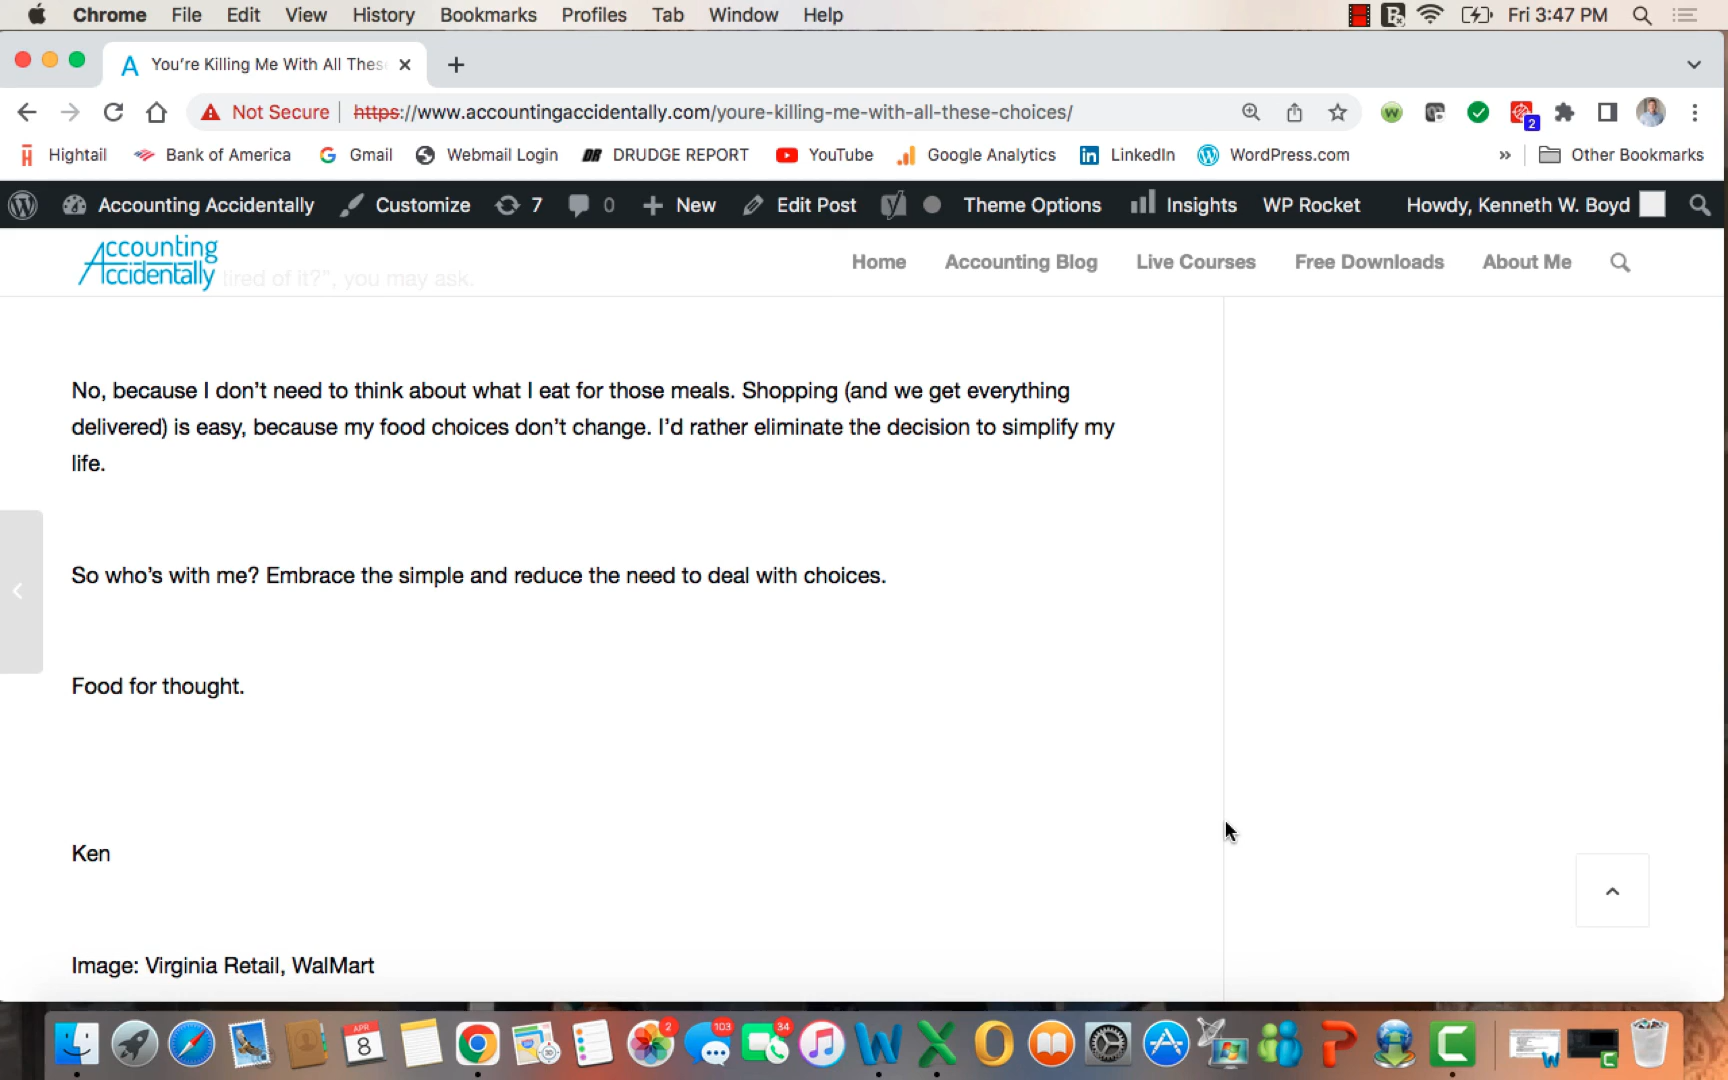 Chrome File Edit View History Bookmarks Profiles Tab Window Help Fri 3:47 PM
You're Killing Me With All Thes
Not Secure https://www.accountingaccidentally.com/youre-killing-me-with-all-these-choices/ 2
Hightail Bank of America Gmail Webmail Login DR DRUDGE REPORT YouTube Google Analytics LinkedIn WordPress.com » Other Bookmarks
Accounting Accidentally Customize 7 0 New Edit Post Theme Options Insights WP Rocket Howdy, Kenneth W. Boyd
Accounting Accidentally Home Accounting Blog Live Courses Free Downloads About Me
tired of it?", you may ask.
No, because I don't need to think about what I eat for those meals. Shopping (and we get everything
delivered) is easy, because my food choices don't change. I'd rather eliminate the decision to simplify my
life.
So who's with me? Embrace the simple and reduce the need to deal with choices.
Food for thought.
Ken
Image: Virginia Retail, WalMart
APR 8 2 103 34